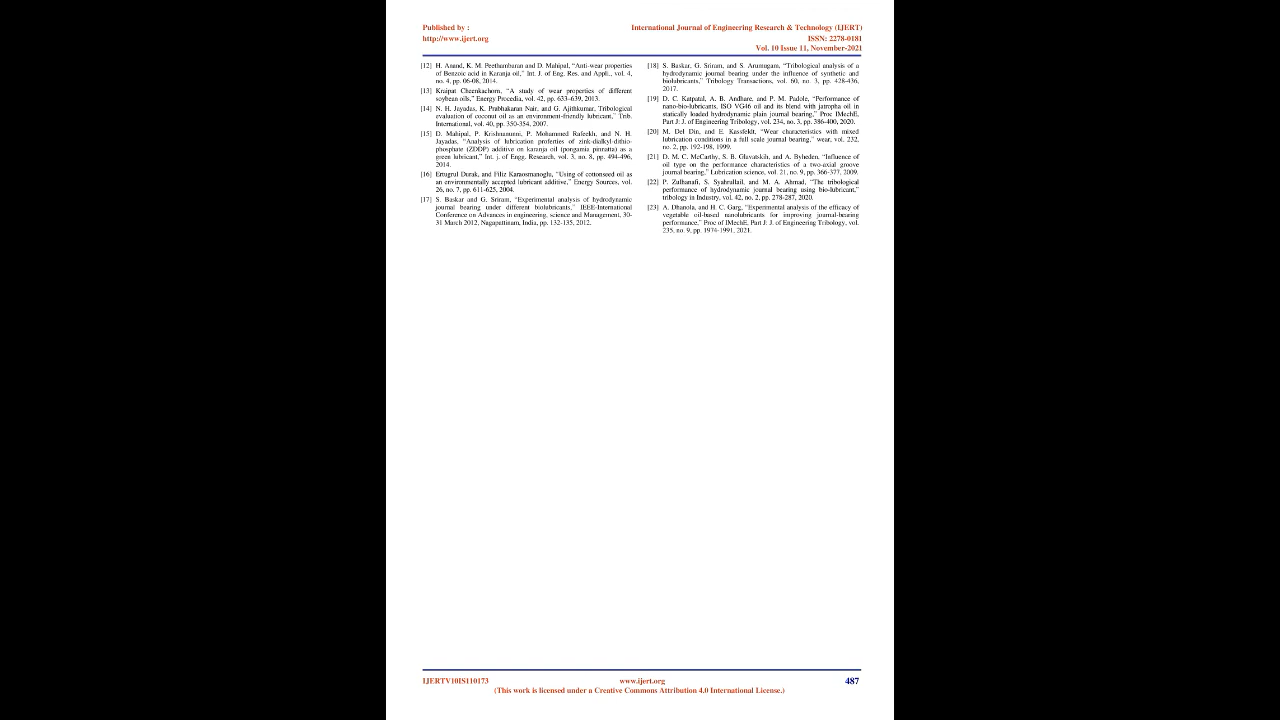 Published by :
http://www.ijert.org
International Journal of Engineering Research & Technology (IJERT)
ISSN: 2278-0181
Vol. 10 Issue 11, November-2021
[12] H. Anand, K. M. Peethambaran and D. Mahipal, “Anti-wear properties
of Benzoic acid in Karanja oil,” Int. J. of Eng. Res. and Appl., vol. 4,
no. 4, pp. 06-08, 2014.
[13] Kraipat Cheenkachorn, “A study of wear properties of different
soybean oils,” Energy Procedia, vol. 42, pp. 633–639, 2013.
[14] N. H. Jayadas, K. Prabhakaran Nair, and G. Ajithkumar, Tribological
evaluation of coconut oil as an environment-friendly lubricant,” Trib.
International, vol. 40, pp. 350-354, 2007.
[15] D. Mahipal, P. Krishnanunni, P. Mohammed Rafeekh, and N. H.
Jayadas, “Analysis of lubrication proferties of zink-dialkyl-dithio-
phosphate (ZDDP) additive on karanja oil (pongamia pinnatta) as a
green lubricant,” Int. j. of Engg. Research, vol. 3, no. 8, pp. 494-496,
2014.
[16] Ertugrul Durak, and Filiz Karaosmanoglu, “Using of cottonseed oil as
an environmentally accepted lubricant additive,” Energy Sources, vol.
26, no. 7, pp. 611-625, 2004.
[17] S. Baskar and G. Sriram, “Experimental analysis of hydrodynamic
journal bearing under different biolubricants,” IEEE-International
Conference on Advances in engineering, science and Management, 30-
31 March 2012, Nagapattinam, India, pp. 132-135, 2012.
[18] S. Baskar, G. Sriram, and S. Arumugam, “Tribological analysis of a
hydrodynamic journal bearing under the influence of synthetic and
biolubricants,” Tribology Transactions, vol. 60, no. 3, pp. 428-436,
2017.
[19] D. C. Katpatal, A. B. Andhare, and P. M. Padole, “Performance of
nano-bio-lubricants, ISO VG46 oil and its blend with jatropha oil in
statically loaded hydrodynamic plain journal bearing,” Proc IMechE,
Part J: J. of Engineering Tribology, vol. 234, no. 3, pp. 386-400, 2020.
[20] M. Del Din, and E. Kassfeldt, “Wear characteristics with mixed
lubrication conditions in a full scale journal bearing,” wear, vol. 232,
no. 2, pp. 192-198, 1999.
[21] D. M. C. McCarthy, S. B. Glavatskih, and A. Byheden, “Influence of
oil type on the performance characteristics of a two-axial groove
journal bearing,” Lubrication science, vol. 21, no. 9, pp. 366-377, 2009.
[22] P. Zulhanafi, S. Syahrullail, and M. A. Ahmad, “The tribological
performance of hydrodynamic journal bearing using bio-lubricant,”
tribology in Industry, vol. 42, no. 2, pp. 278-287, 2020.
[23] A. Dhanola, and H. C. Garg, “Experimental analysis of the efficacy of
vegetable oil-based nanolubricants for improving journal-bearing
performance,” Proc of IMechE, Part J: J. of Engineering Tribology, vol.
235, no. 9, pp. 1974-1991, 2021.
IJERTV10IS110173
www.ijert.org
487
(This work is licensed under a Creative Commons Attribution 4.0 International License.)